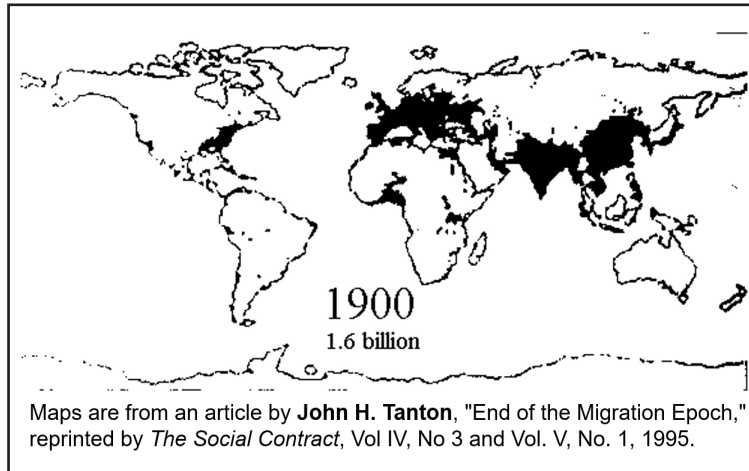 1900
1.6 billion
Maps are from an article by John H. Tanton, "End of the Migration Epoch,"
reprinted by The Social Contract, Vol IV, No 3 and Vol. V, No. 1, 1995.